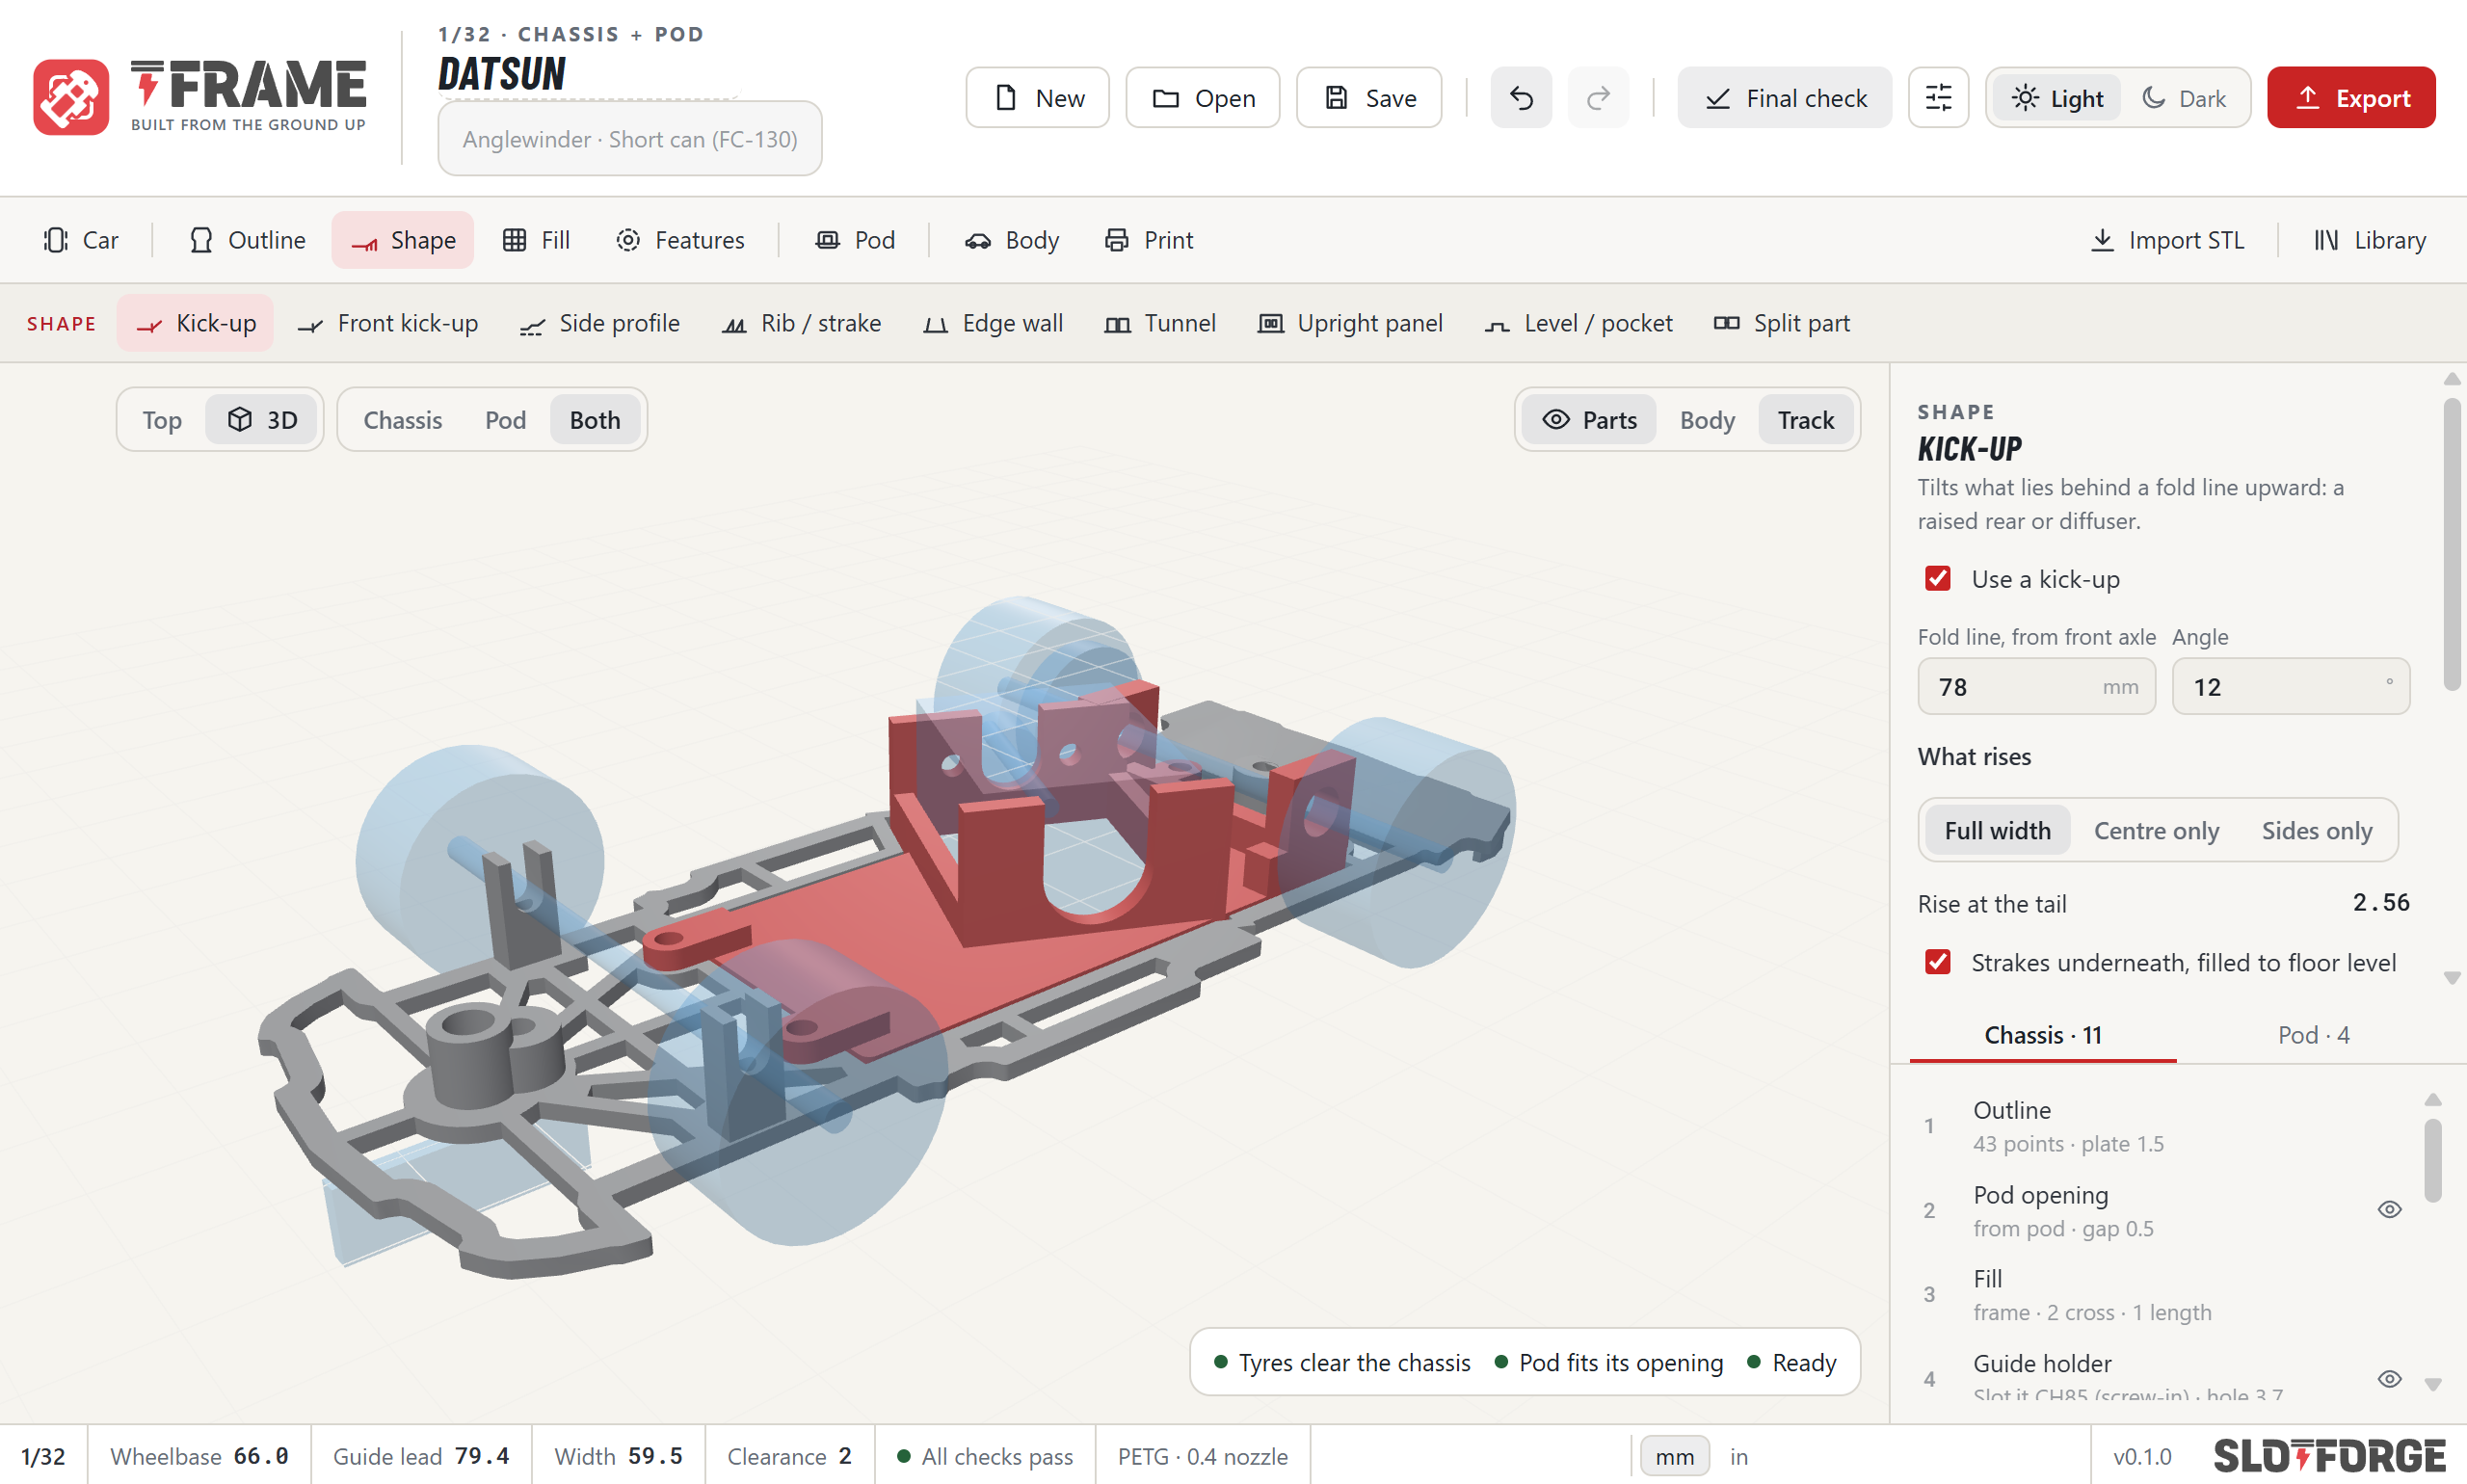 FRAME
BUILT FROM THE GROUND UP
1/32 · CHASSIS + POD
DATSUN
Anglewinder · Short can (FC-130)
New
Open
Save
Final check
Light
Dark
Export
Car
Outline
Shape
Fill
Features
Pod
Body
Print
Import STL
Library
SHAPE
Kick-up
Front kick-up
Side profile
Rib / strake
Edge wall
Tunnel
Upright panel
Level / pocket
Split part
Top
3D
Chassis
Pod
Both
Parts
Body
Track
SHAPE
KICK-UP
Tilts what lies behind a fold line upward: a
raised rear or diffuser.
Use a kick-up
Fold line, from front axle
Angle
78 mm
12 °
What rises
Full width
Centre only
Sides only
Rise at the tail 2.56
Strakes underneath, filled to floor level
Chassis · 11
Pod · 4
1
Outline
43 points · plate 1.5
2
Pod opening
from pod · gap 0.5
3
Fill
frame · 2 cross · 1 length
4
Guide holder
Slot it CH85 (screw-in) · hole 3.7
Tyres clear the chassis
Pod fits its opening
Ready
1/32
Wheelbase 66.0
Guide lead 79.4
Width 59.5
Clearance 2
All checks pass
PETG · 0.4 nozzle
mm
in
v0.1.0
SLOTFORGE